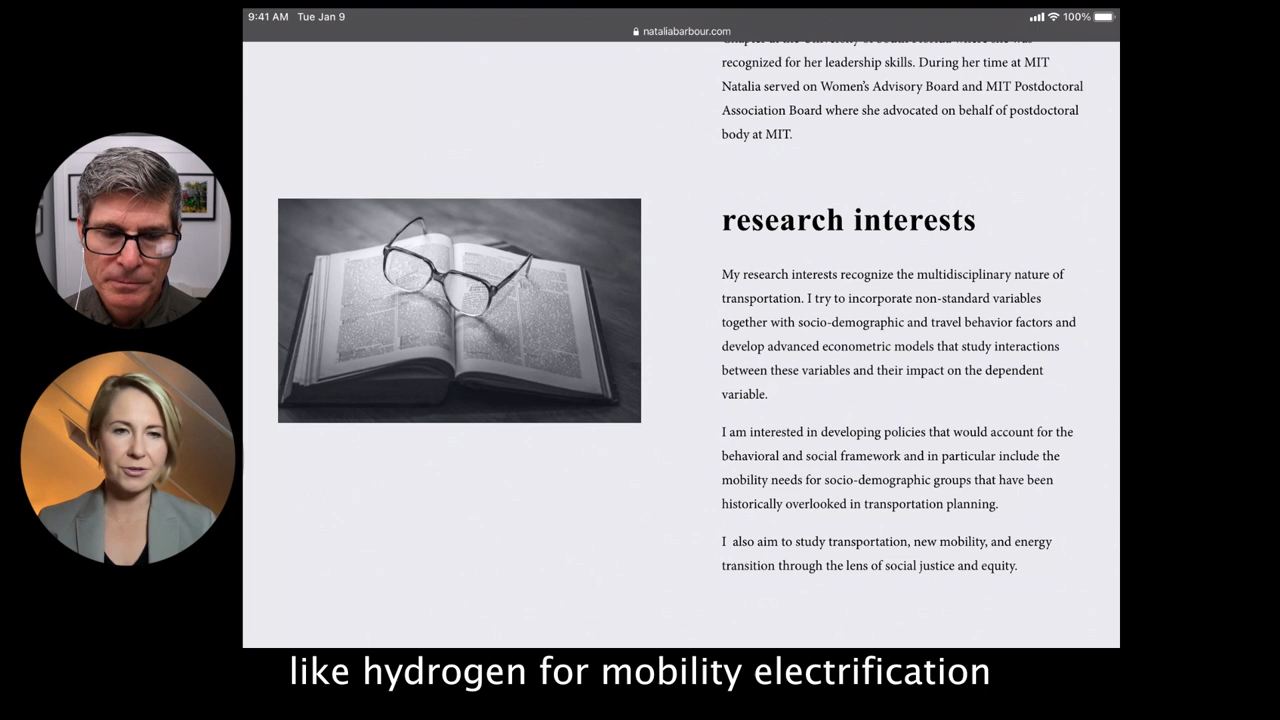 9:41 AM Tue Jan 9
100%
nataliabarbour.com
recognized for her leadership skills. During her time at MIT
Natalia served on Women’s Advisory Board and MIT Postdoctoral
Association Board where she advocated on behalf of postdoctoral
body at MIT.
research interests
My research interests recognize the multidisciplinary nature of
transportation. I try to incorporate non-standard variables
together with socio-demographic and travel behavior factors and
develop advanced econometric models that study interactions
between these variables and their impact on the dependent
variable.
I am interested in developing policies that would account for the
behavioral and social framework and in particular include the
mobility needs for socio-demographic groups that have been
historically overlooked in transportation planning.
I also aim to study transportation, new mobility, and energy
transition through the lens of social justice and equity.
like hydrogen for mobility electrification